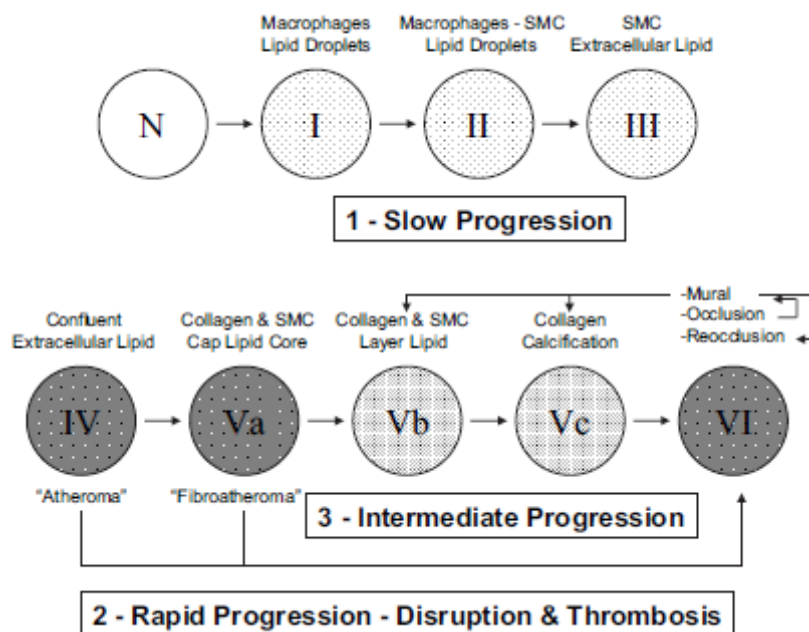 Macrophages
Lipid Droplets
Macrophages - SMC
Lipid Droplets
SMC
Extracellular Lipid
N
I
II
III
1 - Slow Progression
-Mural
-Occlusion
-Reocclusion
Confluent
Extracellular Lipid
Collagen & SMC
Cap Lipid Core
Collagen & SMC
Layer Lipid
Collagen
Calcification
IV
Va
Vb
Vc
VI
"Atheroma"
"Fibroatheroma"
3 - Intermediate Progression
2 - Rapid Progression - Disruption & Thrombosis